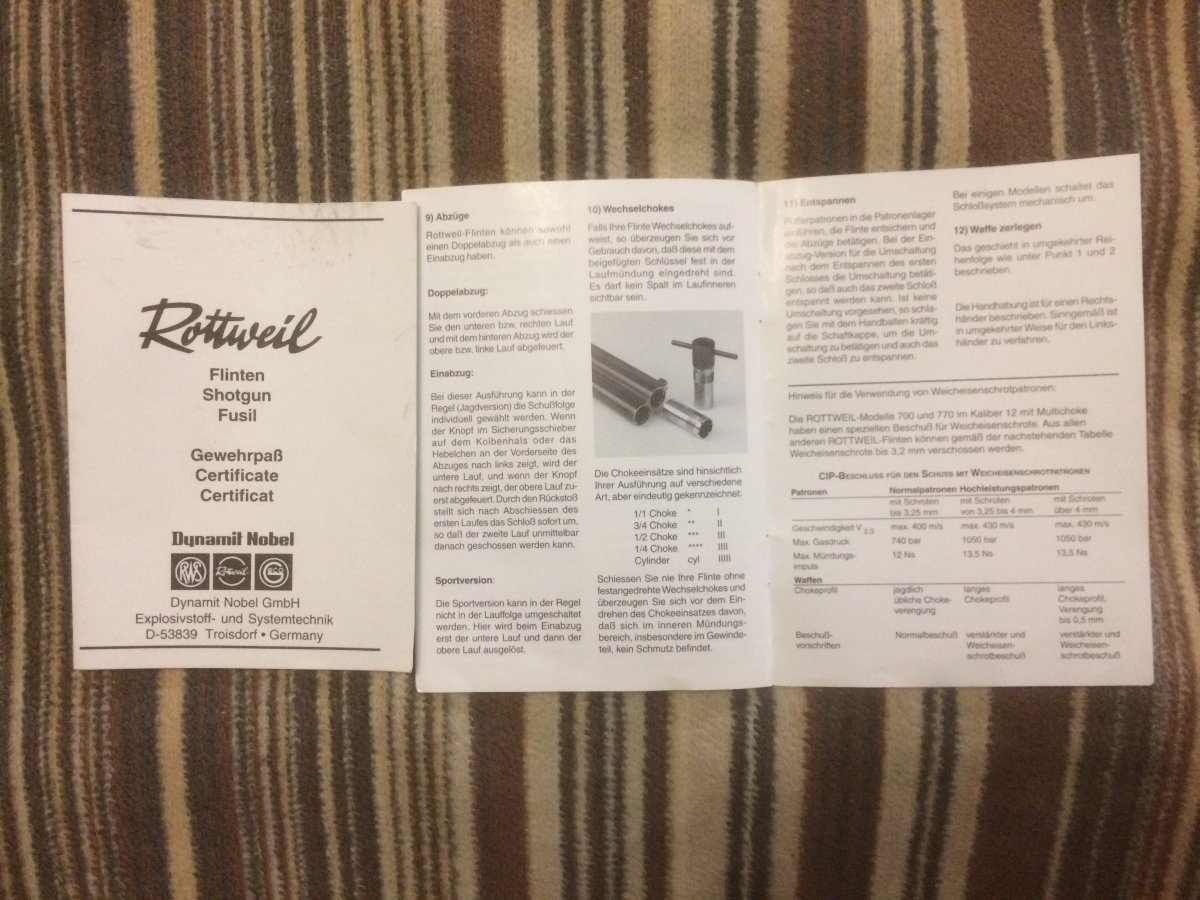 Rottweil
Flinten
Shotgun
Fusil
Gewehrpaß
Certificate
Certificat
Dynamit Nobel
RWS
Rottweil
Dynamit Nobel GmbH
Explosivstoff- und Systemtechnik
D-53839 Troisdorf • Germany
9) Abzüge
Rottweil-Flinten können sowohl
einen Doppelabzug als auch einen
Einabzug haben.
Doppelabzug:
Mit dem vorderen Abzug schiessen
Sie den unteren bzw. rechten Lauf
und mit dem hinteren Abzug wird der
obere bzw. linke Lauf abgefeuert.
Einabzug:
Bei dieser Ausführung kann in der
Regel (Jagdversion) die Schußfolge
individuell gewählt werden. Wenn
der Knopf im Sicherungsschieber
auf dem Kolbenhals oder das
Hebelchen an der Vorderseite des
Abzuges nach links zeigt, wird der
untere Lauf, und wenn der Knopf
nach rechts zeigt, der obere Lauf zu-
erst abgefeuert. Durch den Rückstoß
stellt sich nach Abschiessen des
ersten Laufes das Schloß sofort um,
so daß der zweite Lauf unmittelbar
danach geschossen werden kann.
Sportversion:
Die Sportversion kann in der Regel
nicht in der Lauffolge umgeschaltet
werden. Hier wird beim Einabzug
erst der untere Lauf und dann der
obere Lauf ausgelöst.
10) Wechselchokes
Falls Ihre Flinte Wechselchokes auf-
weist, so überzeugen Sie sich vor
Gebrauch davon, daß diese mit dem
beigefügten Schlüssel fest in der
Laufmündung eingedreht sind.
Es darf kein Spalt im Laufinneren
sichtbar sein.
Die Chokeeinsätze sind hinsichtlich
Ihrer Ausführung auf verschiedene
Art, aber eindeutig gekennzeichnet:
1/1 Choke * I
3/4 Choke ** II
1/2 Choke *** III
1/4 Choke **** IIII
Cylinder cyl IIIII
Schiessen Sie nie Ihre Flinte ohne
festangedrehte Wechselchokes und
überzeugen Sie sich vor dem Ein-
drehen des Chokeeinsatzes davon,
daß sich im inneren Mündungs-
bereich, insbesondere im Gewinde-
teil, kein Schmutz befindet.
11) Entspannen
Pufferpatronen in die Patronenlager
einführen, die Flinte entsichern und
die Abzüge betätigen. Bei der Ein-
abzug-Version für die Umschaltung
nach dem Entspannen des ersten
Schlosses die Umschaltung betäti-
gen, so daß auch das zweite Schloß
entspannt werden kann. Ist keine
Umschaltung vorgesehen, so schla-
gen Sie mit dem Handballen kräftig
auf die Schaftkappe, um die Um-
schaltung zu betätigen und auch das
zweite Schloß zu entspannen.
Bei einigen Modellen schaltet das
Schloßsystem mechanisch um.
12) Waffe zerlegen
Das geschieht in umgekehrter Rei-
henfolge wie unter Punkt 1 und 2
beschrieben.
Die Handhabung ist für einen Rechts-
händer beschrieben. Sinngemäß ist
in umgekehrter Weise für den Links-
händer zu verfahren.
Hinweis für die Verwendung von Weicheisenschrotpatronen:
Die ROTTWEIL-Modelle 700 und 770 im Kaliber 12 mit Multichoke
haben einen speziellen Beschuß für Weicheisenschrote. Aus allen
anderen ROTTWEIL-Flinten können gemäß der nachstehenden Tabelle
Weicheisenschrote bis 3,2 mm verschossen werden.
CIP-BESCHLUSS FÜR DEN SCHUSS MIT WEICHEISENSCHROTPATRONEN
Patronen Normalpatronen Hochleistungspatronen
mit Schroten mit Schroten mit Schroten
bis 3,25 mm von 3,25 bis 4 mm über 4 mm
Geschwindigkeit V 2,5 max. 400 m/s max. 430 m/s max. 430 m/s
Max. Gasdruck 740 bar 1050 bar 1050 bar
Max. Mündungs- 12 Ns 13,5 Ns 13,5 Ns
impuls
Waffen
Chokeprofil jagdlich langes langes
übliche Choke- Chokeprofil Chokeprofil,
verengung Verengung
bis 0,5 mm
Beschuß- Normalbeschuß verstärkter und verstärkter und
vorschriften Weicheisen- Weicheisen-
schrotbeschuß schrotbeschuß